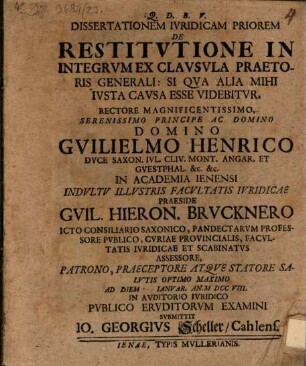 Q. D. B. V.
DISSERTATIONEM IVRIDICAM PRIOREM
DE
RESTITVTIONE IN
INTEGRVM EX CLAVSVLA PRAETO-
RIS GENERALI: SI QVA ALIA MIHI
IVSTA CAVSA ESSE VIDEBITVR,
RECTORE MAGNIFICENTISSIMO,
SERENISSIMO PRINCIPE AC DOMINO
DOMINO
GVILIELMO HENRICO
DVCE SAXON. IVL. CLIV. MONT. ANGAR. ET
GVESTPHAL. &c. &c.
IN ACADEMIA IENENSI
INDVLTV ILLVSTRIS FACVLTATIS IVRIDICAE
PRAESIDE
GVIL. HIERON. BRVCKNERO
ICTO CONSILIARIO SAXONICO, PANDECTARVM PROFES-
SORE PVBLICO, CVRIAE PROVINCIALIS, FACVL-
TATIS IVRIDICAE ET SCABINATVS
ASSESSORE,
PATRONO, PRAECEPTORE ATQVE STATORE SA-
LVTIS OPTIMO MAXIMO
AD DIEM IANVAR. AN. M DCC VIII.
IN AVDITORIO IVRIDICO
PVBLICO ERVDITORVM EXAMINI
SVBMITTIT
IO. GEORGIVS Scheller/ Cahlens.
IENAE, TYPIS MVLLERIANIS.